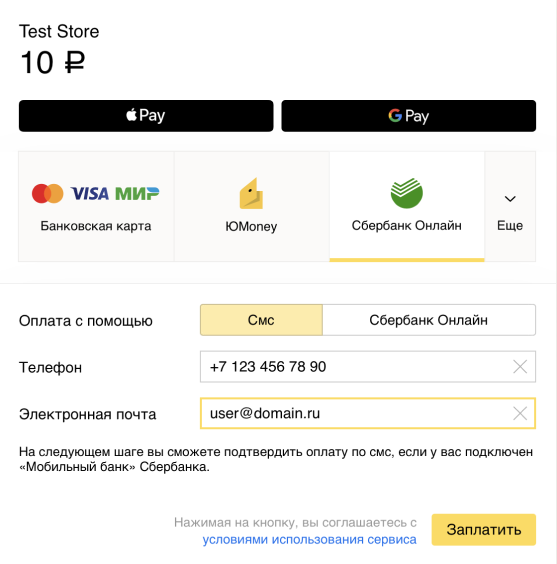 Test Store
10 ₽
Pay
G Pay
VISA МИР
Банковская карта
ЮMoney
Сбербанк Онлайн
Еще
Оплата с помощью
Смс
Сбербанк Онлайн
Телефон
+7 123 456 78 90
Электронная почта
user@domain.ru
На следующем шаге вы сможете подтвердить оплату по смс, если у вас подключен
«Мобильный банк» Сбербанка.
Нажимая на кнопку, вы соглашаетесь с
условиями использования сервиса
Заплатить